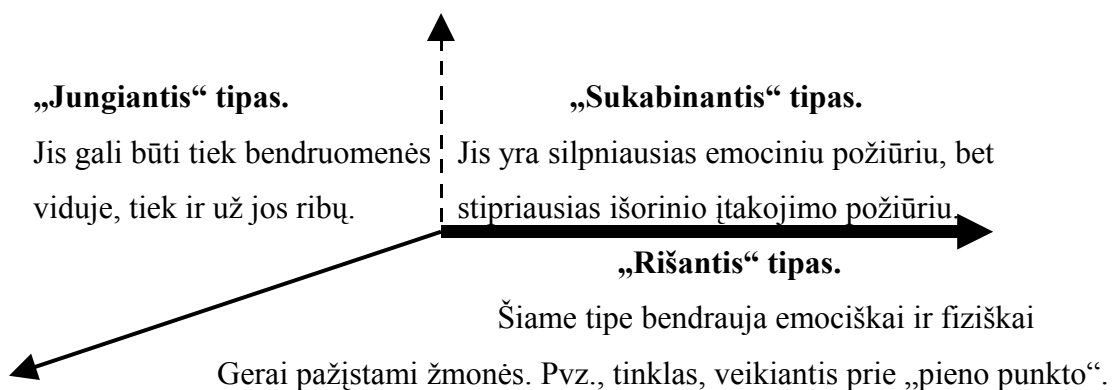 „Jungiantis“ tipas.
Jis gali būti tiek bendruomenės
viduje, tiek ir už jos ribų.
„Sukabinantis“ tipas.
Jis yra silpniausias emociniu požiūriu, bet
stipriausias išorinio įtakojimo požiūriu.
„Rišantis“ tipas.
Šiame tipe bendrauja emociškai ir fiziškai
Gerai pažįstami žmonės. Pvz., tinklas, veikiantis prie „pieno punkto“.